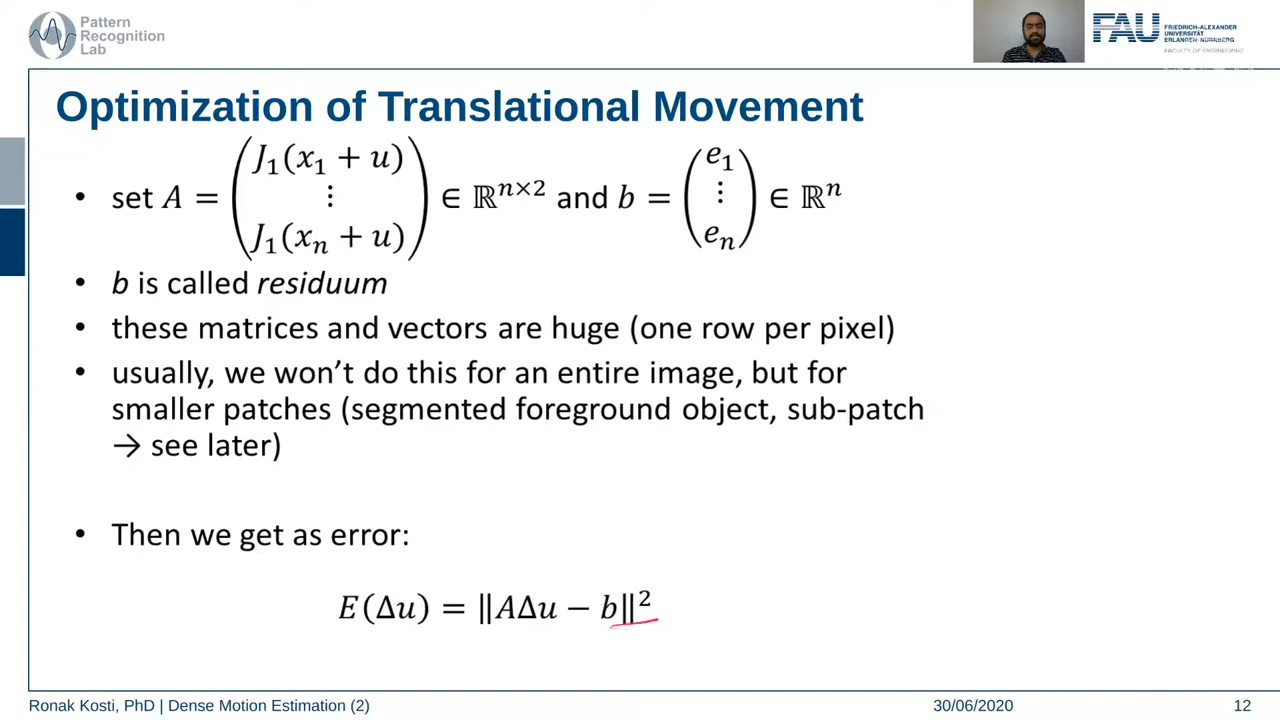 Pattern
Recognition
Lab
FAU
FRIEDRICH-ALEXANDER
UNIVERSITÄT
ERLANGEN-NÜRNBERG
FACULTY OF ENGINEERING
Optimization of Translational Movement
• set A = ( J₁(x₁ + u) ⋮ J₁(xₙ + u) ) ∈ ℝⁿˣ² and b = ( e₁ ⋮ eₙ ) ∈ ℝⁿ
• b is called residuum
• these matrices and vectors are huge (one row per pixel)
• usually, we won’t do this for an entire image, but for
smaller patches (segmented foreground object, sub-patch
→ see later)
• Then we get as error:
E(Δu) = ‖AΔu − b‖²
Ronak Kosti, PhD | Dense Motion Estimation (2)
30/06/2020
12